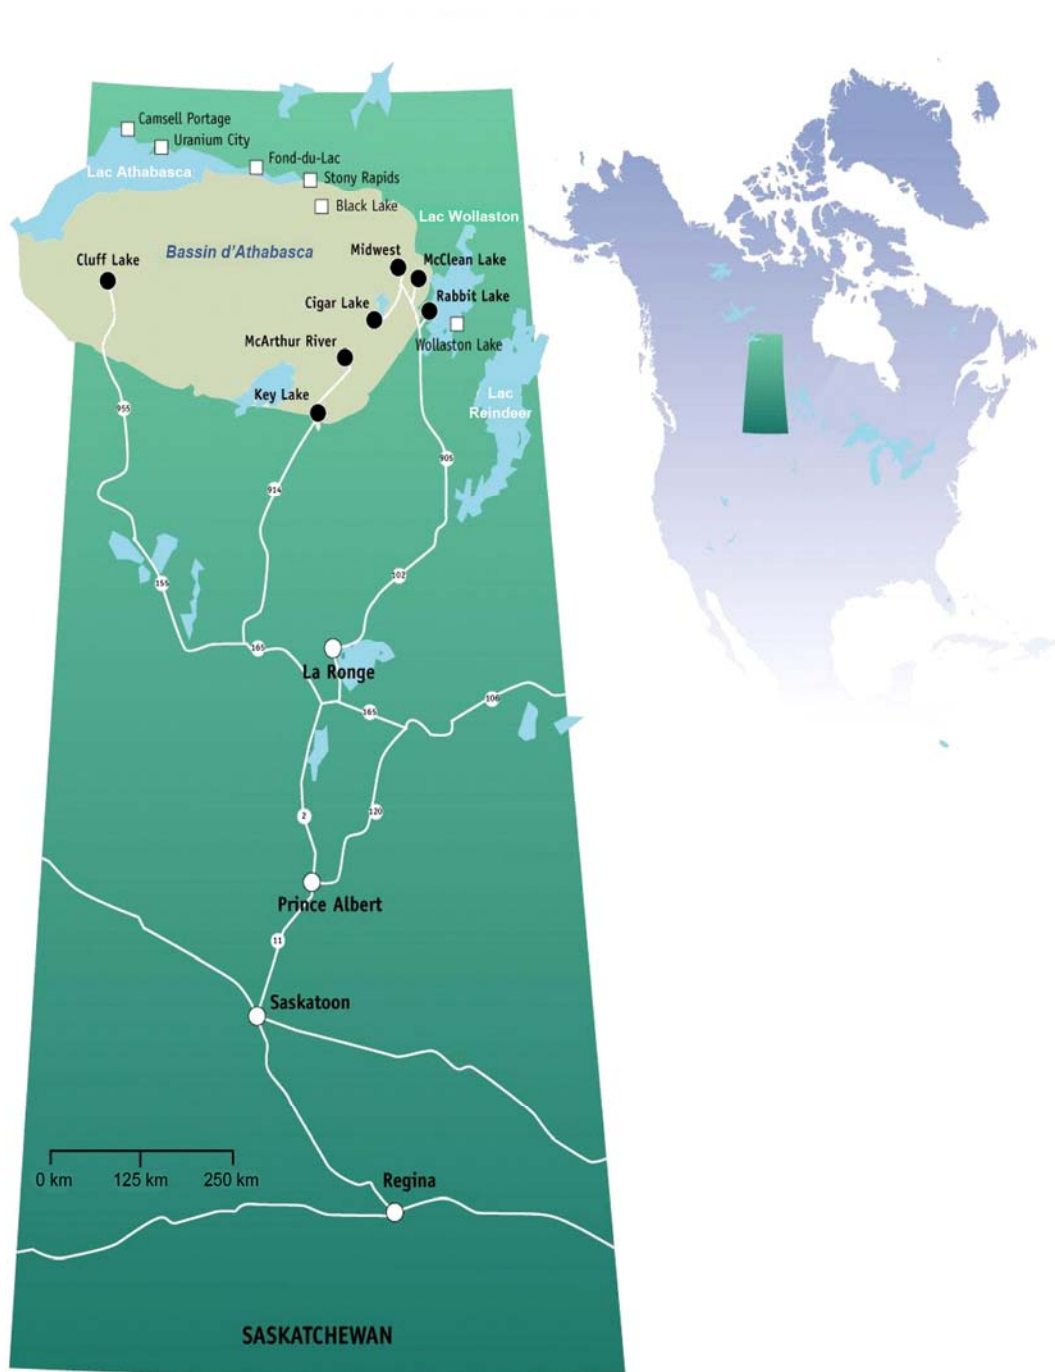 Camsell Portage
Uranium City
Fond-du-Lac
Lac Athabasca
Stony Rapids
Black Lake
Lac Wollaston
Bassin d'Athabasca
Midwest
Cluff Lake
McClean Lake
Cigar Lake
Rabbit Lake
McArthur River
Wollaston Lake
Key Lake
Lac
Reindeer
955
905
914
102
155
165
La Ronge
106
165
2
120
Prince Albert
11
Saskatoon
0 km
125 km
250 km
Regina
SASKATCHEWAN